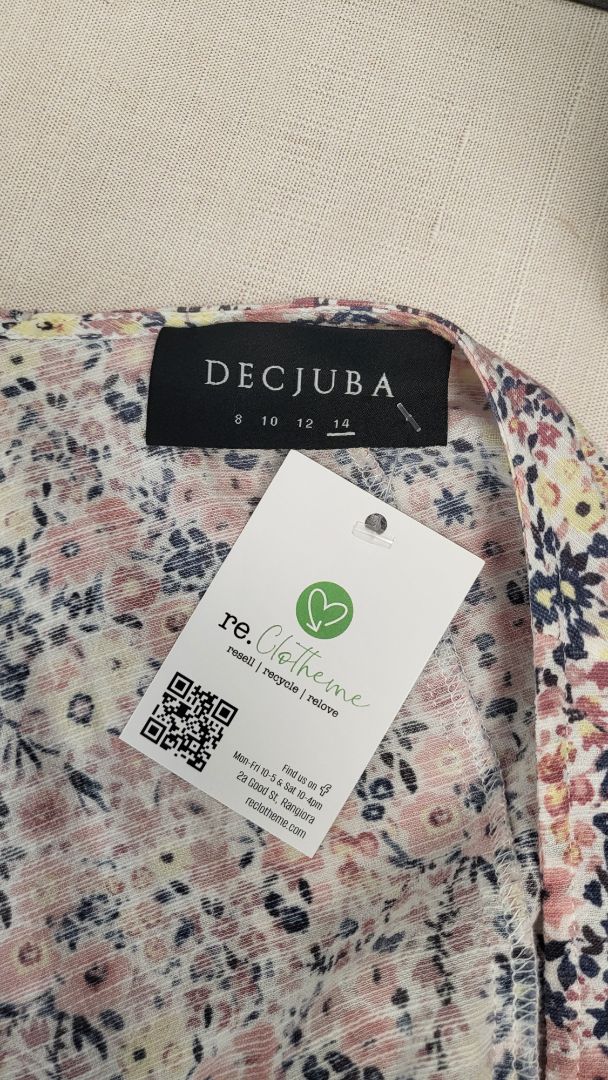 DECJUBA
8 10 12 14
re.Clotheme
resell | recycle | relove
Find us on
Mon-Fri 10-5 & Sat 10-4pm
2a Good St, Rangiora
reclotheme.com